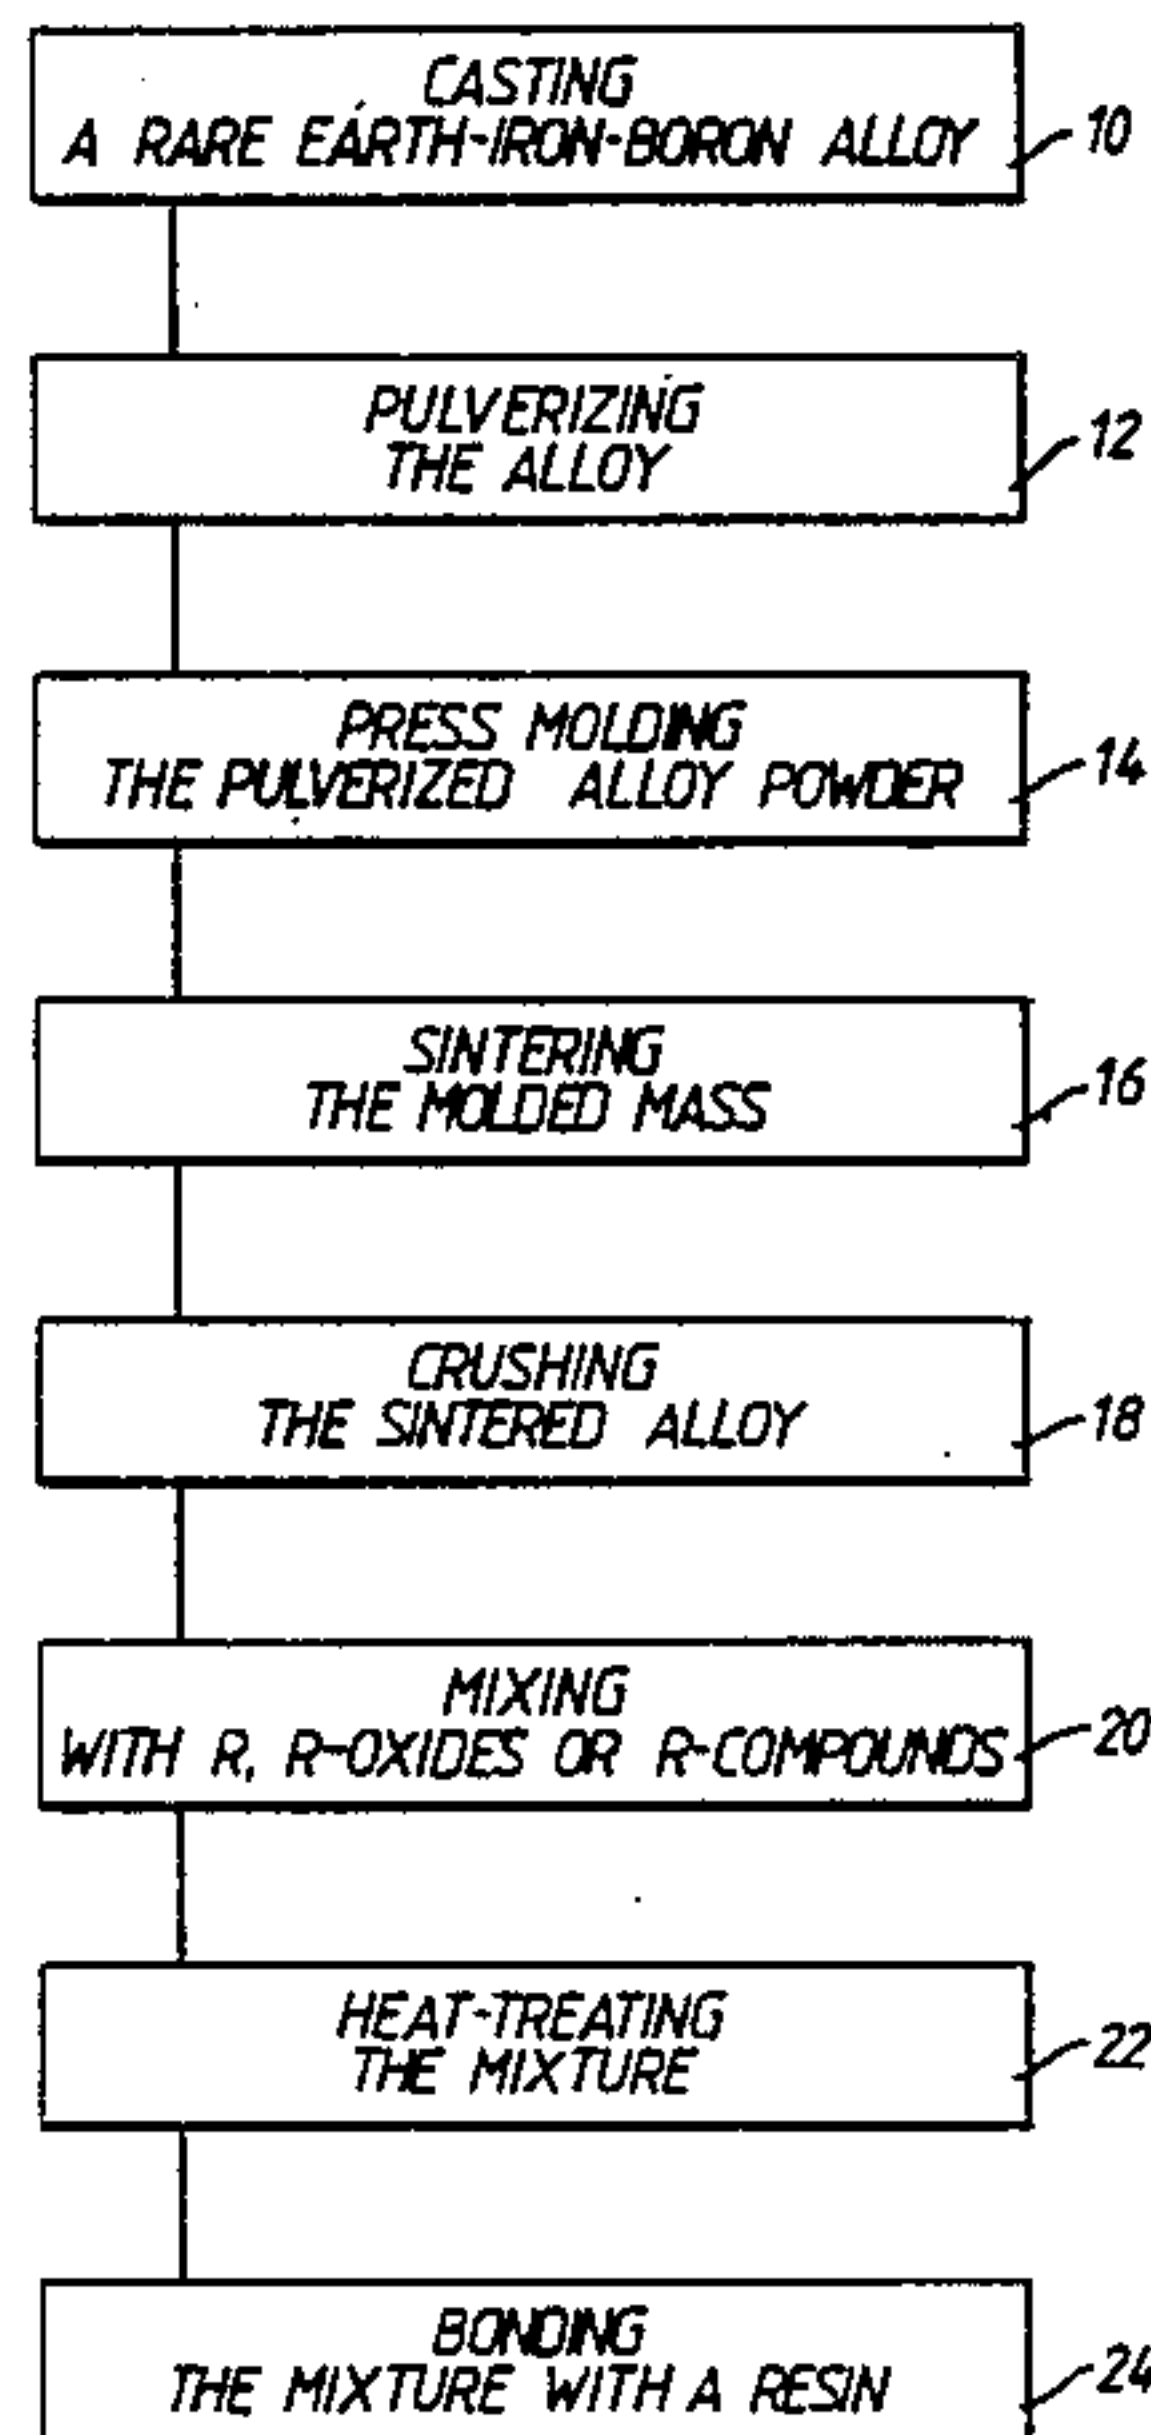 CASTING
A RARE EARTH-IRON-BORON ALLOY
10
PULVERIZING
THE ALLOY
12
PRESS MOLDING
THE PULVERIZED ALLOY POWDER
14
SINTERING
THE MOLDED MASS
16
CRUSHING
THE SINTERED ALLOY
18
MIXING
WITH R, R-OXIDES OR R-COMPOUNDS
20
HEAT-TREATING
THE MIXTURE
22
BONDING
THE MIXTURE WITH A RESIN
24